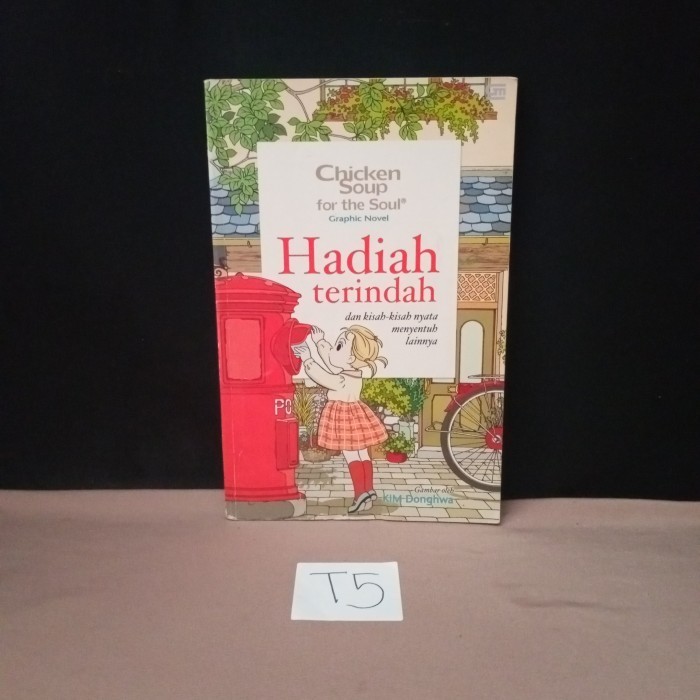 Chicken
Soup
for the Soul®
Graphic Novel
Hadiah
terindah
dan kisah-kisah nyata
menyentuh
lainnya
PO
Gambar oleh
KIM Donghwa
T5